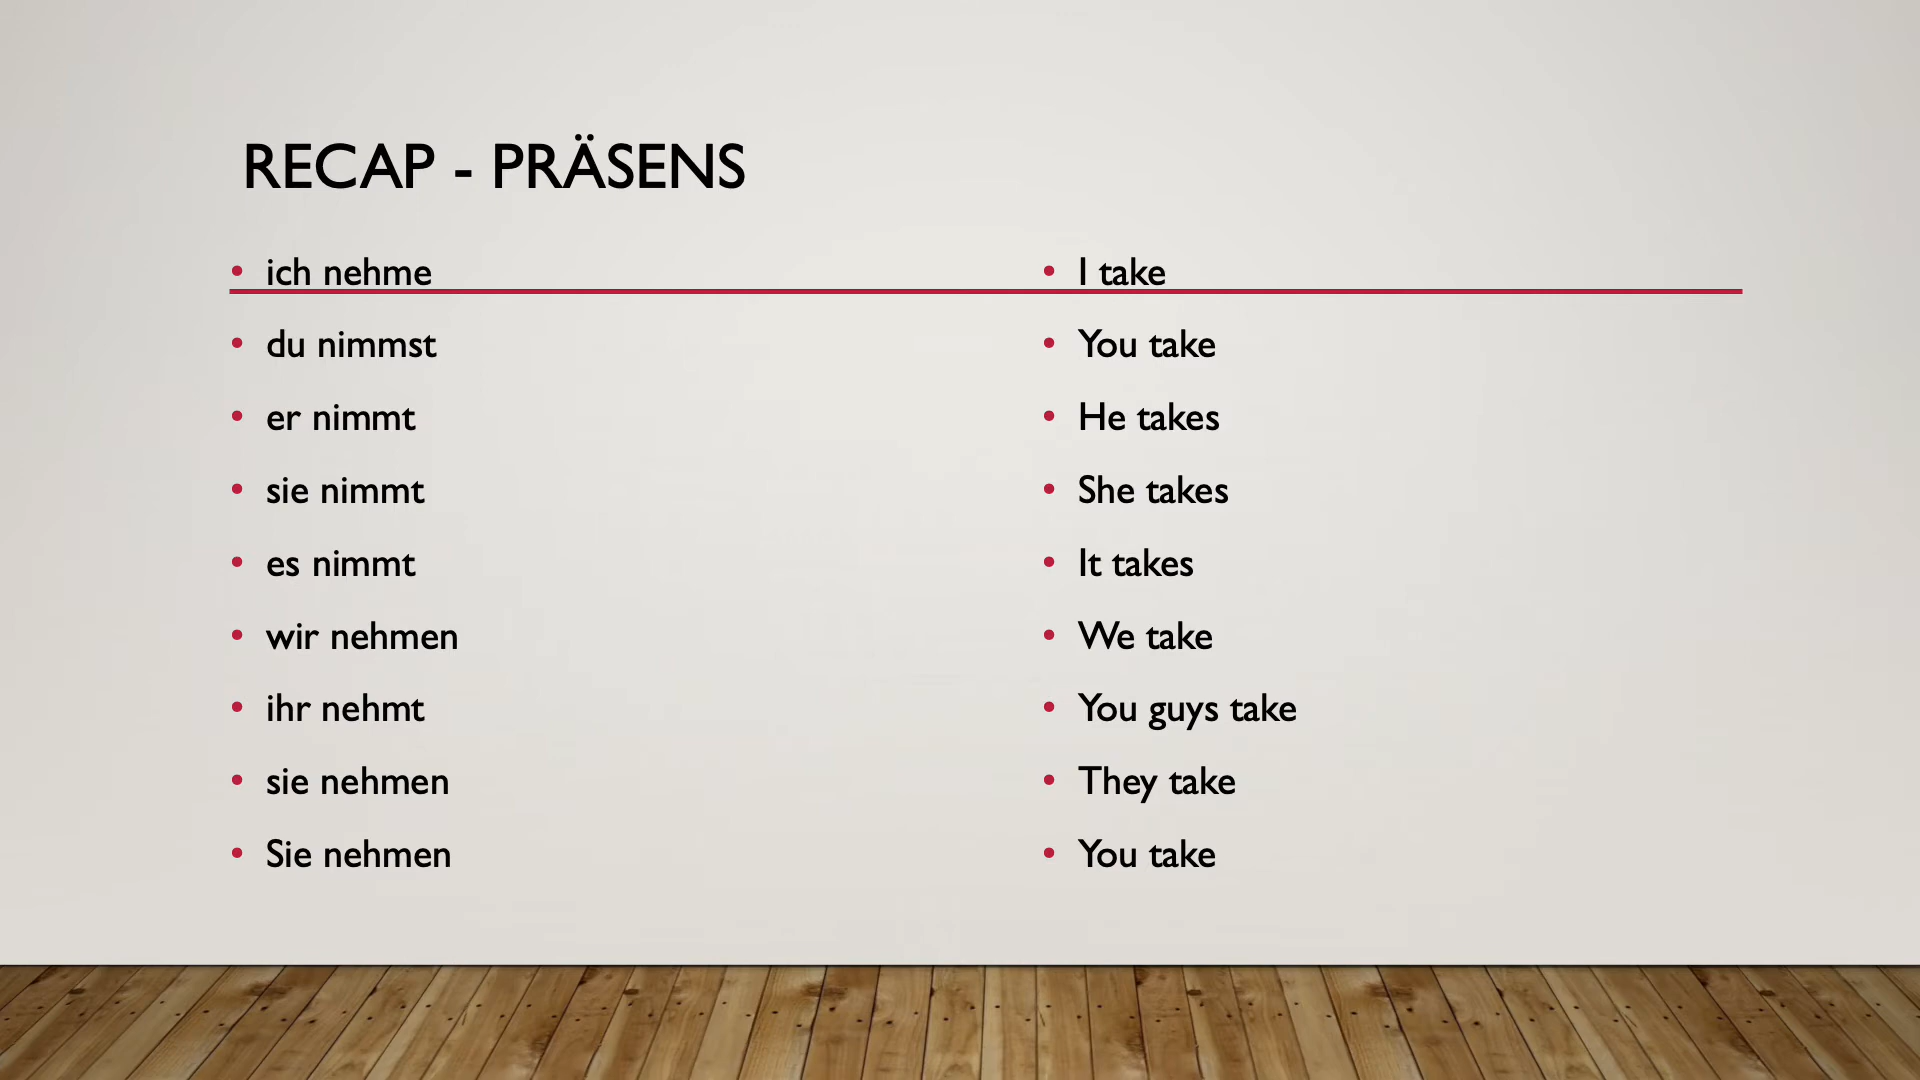 RECAP - PRÄSENS
• ich nehme
• du nimmst
• er nimmt
• sie nimmt
• es nimmt
• wir nehmen
• ihr nehmt
• sie nehmen
• Sie nehmen
• I take
• You take
• He takes
• She takes
• It takes
• We take
• You guys take
• They take
• You take